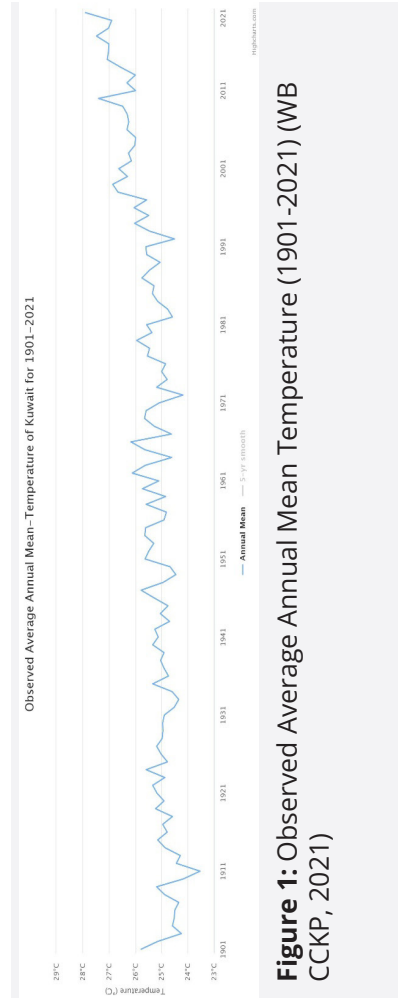 Observed Average Annual Mean-Temperature of Kuwait for 1901-2021
Temperature (°C)
29°C
28°C
27°C
26°C
25°C
24°C
23°C
1901
1911
1921
1931
1941
1951
1961
1971
1981
1991
2001
2011
2021
Annual Mean
5-yr smooth
Highcharts.com
Figure 1: Observed Average Annual Mean Temperature (1901-2021) (WB
CCKP, 2021)